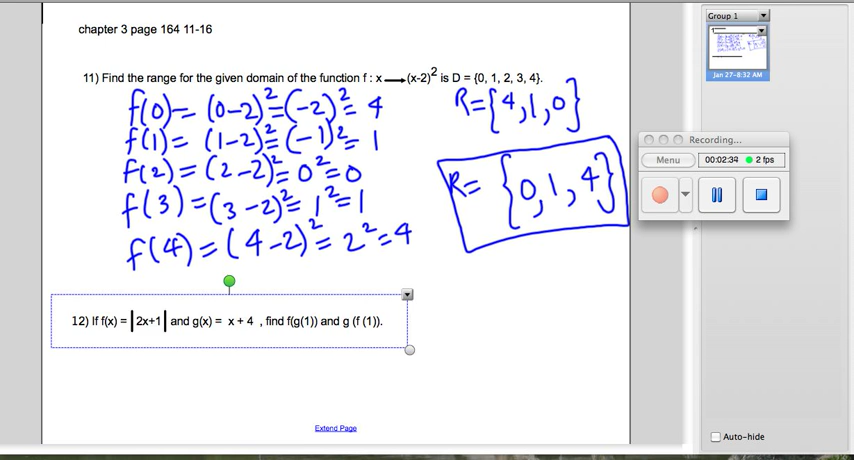 chapter 3 page 164 11-16
11) Find the range for the given domain of the function f : x ⟶ (x-2)² is D = {0, 1, 2, 3, 4}.
f(0)= (0-2)²=(-2)²= 4
f(1)= (1-2)²=(-1)²= 1
f(2)= (2-2)²= 0²=0
f(3)=(3-2)²= 1²=1
f(4)=(4-2)²= 2²=4
R={4,1,0}
R= {0,1,4}
12) If f(x) = |2x+1| and g(x) = x + 4 , find f(g(1)) and g (f (1)).
Extend Page
Group 1
Jan 27-8:32 AM
Recording...
Menu
00:02:34
2 fps
Auto-hide